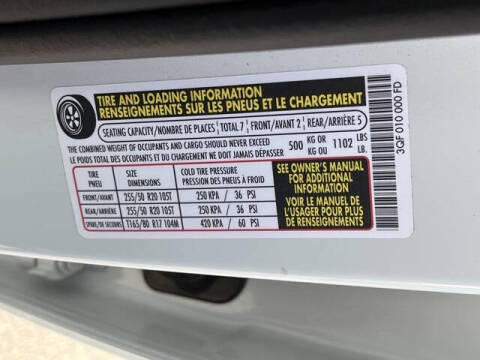 TIRE AND LOADING INFORMATION
RENSEIGNEMENTS SUR LES PNEUS ET LE CHARGEMENT
SEATING CAPACITY/NOMBRE DE PLACES TOTAL 7 FRONT/AVANT 2 REAR/ARRIÈRE 5
THE COMBINED WEIGHT OF OCCUPANTS AND CARGO SHOULD NEVER EXCEED 500 KG OR 1102 LBS
LE POIDS TOTAL DES OCCUPANTS ET DU CHARGEMENT NE DOIT JAMAIS DÉPASSER KG OU LB.
TIRE SIZE COLD TIRE PRESSURE
PNEU DIMENSIONS PRESSION DES PNEUS À FROID
FRONT/AVANT 255/50 R20 105T 250 KPA / 36 PSI
REAR/ARRIÈRE 255/50 R20 105T 250 KPA / 36 PSI
SPARE/DE SECOURS T165/80 R17 104M 420 KPA / 60 PSI
SEE OWNER'S MANUAL
FOR ADDITIONAL
INFORMATION
VOIR LE MANUEL DE
L'USAGER POUR PLUS
DE RENSEIGNEMENTS
3QF 010 000 FD